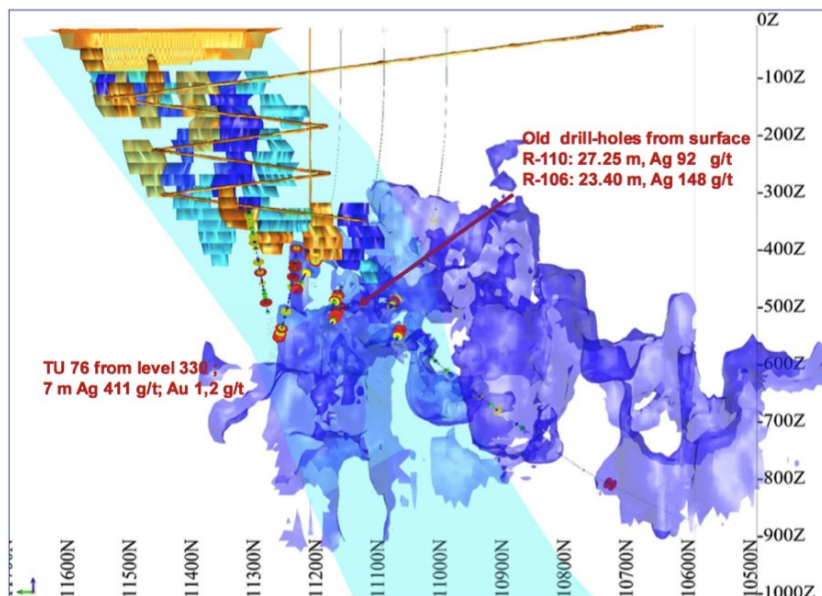 0Z
-100Z
Old drill-holes from surface
R-110: 27.25 m, Ag 92 g/t
R-106: 23.40 m, Ag 148 g/t
-200Z
-300Z
-400Z
-500Z
TU 76 from level 330 ;
7 m Ag 411 g/t; Au 1,2 g/t
-600Z
-700Z
-800Z
-900Z
-1000Z
11600N
11500N
11400N
11300N
11200N
11100N
11000N
10900N
10800N
10700N
10600N
10500N